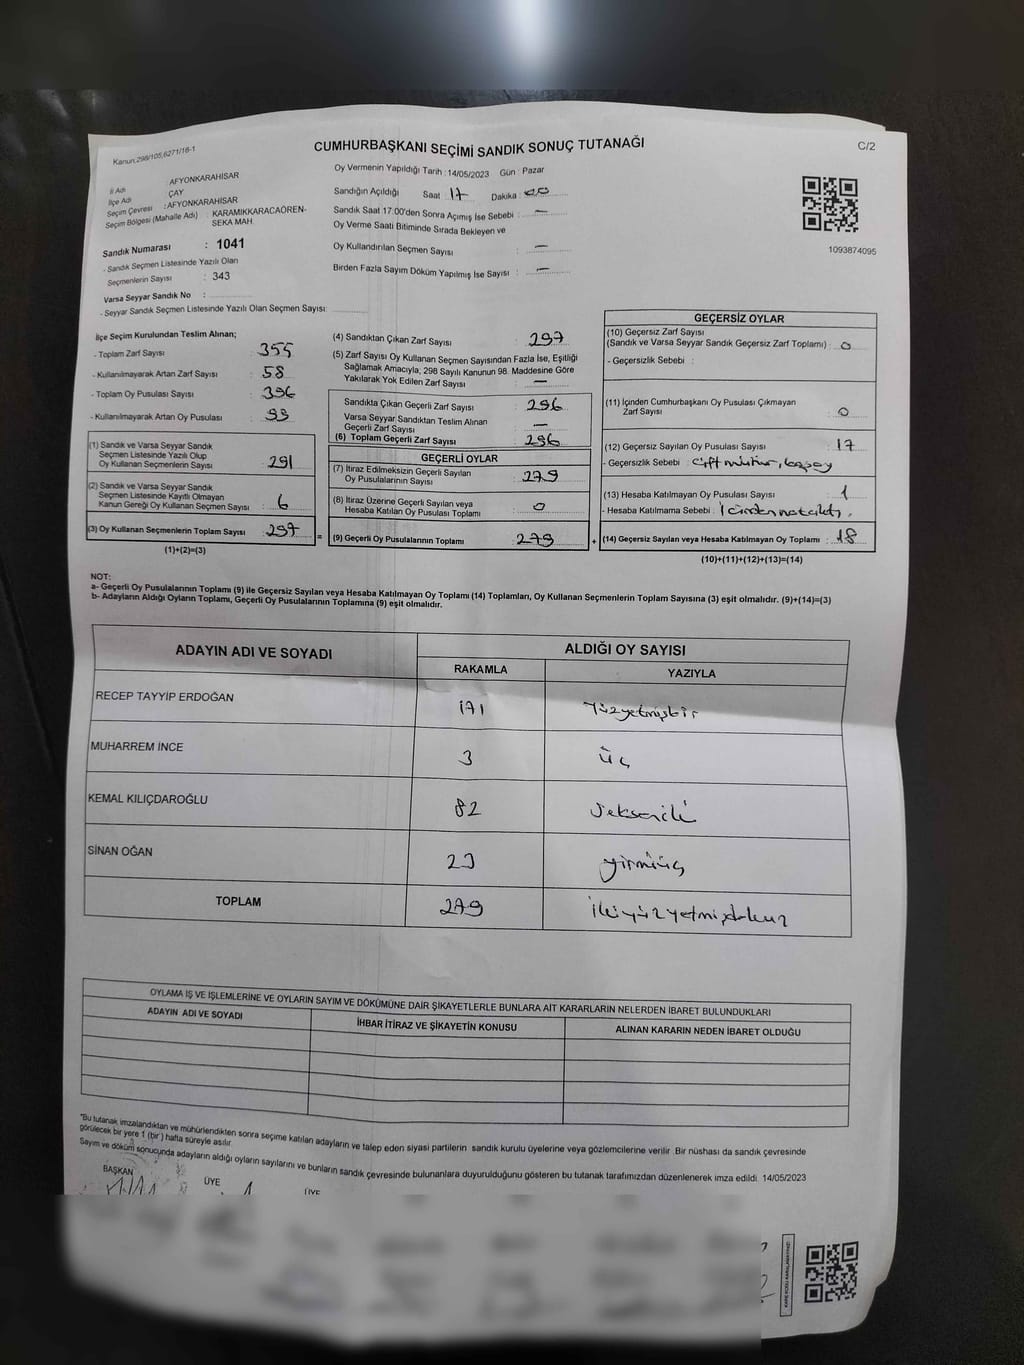 CUMHURBAŞKANI SEÇİMİ SANDIK SONUÇ TUTANAĞI
C/2
Kanun,298/105,6271/18-1
İl Adı : AFYONKARAHİSAR
İlçe Adı : ÇAY
Seçim Çevresi : AFYONKARAHİSAR
Seçim Bölgesi (Mahalle Adı) : KARAMIKKARACAÖREN-
SEKA MAH.
Sandık Numarası : 1041
- Sandık Seçmen Listesinde Yazılı Olan
Seçmenlerin Sayısı : 343
Varsa Seyyar Sandık No :
- Seyyar Sandık Seçmen Listesinde Yazılı Olan Seçmen Sayısı:
Oy Vermenin Yapıldığı Tarih : 14/05/2023 Gün : Pazar
Sandığın Açıldığı Saat 17 Dakika 00
Sandık Saat 17:00'den Sonra Açımış İse Sebebi : —
Oy Verme Saati Bitiminde Sırada Bekleyen ve
Oy Kullandırılan Seçmen Sayısı : —
Birden Fazla Sayım Döküm Yapılmış İse Sayısı : —
1093874095
İlçe Seçim Kurulundan Teslim Alınan;
- Toplam Zarf Sayısı : 355
- Kullanılmayarak Artan Zarf Sayısı : 58
- Toplam Oy Pusulası Sayısı : 396
- Kullanılmayarak Artan Oy Pusulası : 99
(1) Sandık ve Varsa Seyyar Sandık
Seçmen Listesinde Yazılı Olup
Oy Kullanan Seçmenlerin Sayısı : 291
(2) Sandık ve Varsa Seyyar Sandık
Seçmen Listesinde Kayıtlı Olmayan
Kanun Gereği Oy Kullanan Seçmen Sayısı : 6
(3) Oy Kullanan Seçmenlerin Toplam Sayısı : 297
(1)+(2)=(3)
(4) Sandıktan Çıkan Zarf Sayısı : 297
(5) Zarf Sayısı Oy Kullanan Seçmen Sayısından Fazla İse, Eşitliği
Sağlamak Amacıyla; 298 Sayılı Kanunun 98. Maddesine Göre
Yakılarak Yok Edilen Zarf Sayısı : —
Sandıkta Çıkan Geçerli Zarf Sayısı : 296
Varsa Seyyar Sandıktan Teslim Alınan
Geçerli Zarf Sayısı : —
(6) Toplam Geçerli Zarf Sayısı : 296
GEÇERLİ OYLAR
(7) İtiraz Edilmeksizin Geçerli Sayılan
Oy Pusulalarının Sayısı : 279
(8) İtiraz Üzerine Geçerli Sayılan veya
Hesaba Katılan Oy Pusulası Toplamı : 0
=
(9) Geçerli Oy Pusulalarının Toplamı : 279
+
GEÇERSİZ OYLAR
(10) Geçersiz Zarf Sayısı
(Sandık ve Varsa Seyyar Sandık Geçersiz Zarf Toplamı) : 0
- Geçersizlik Sebebi :
(11) İçinden Cumhurbaşkanı Oy Pusulası Çıkmayan
Zarf Sayısı : 0
(12) Geçersiz Sayılan Oy Pusulası Sayısı : 17
- Geçersizlik Sebebi : Çift mühür,
(13) Hesaba Katılmayan Oy Pusulası Sayısı : 1
- Hesaba Katılmama Sebebi :
(14) Geçersiz Sayılan veya Hesaba Katılmayan Oy Toplamı : 18
(10)+(11)+(12)+(13)=(14)
NOT:
a- Geçerli Oy Pusulalarının Toplamı (9) ile Geçersiz Sayılan veya Hesaba Katılmayan Oy Toplamı (14) Toplamları, Oy Kullanan Seçmenlerin Toplam Sayısına (3) eşit olmalıdır. (9)+(14)=(3)
b- Adayların Aldığı Oyların Toplamı, Geçerli Oy Pusulalarının Toplamına (9) eşit olmalıdır.
ADAYIN ADI VE SOYADI
ALDIĞI OY SAYISI
RAKAMLA YAZIYLA
RECEP TAYYİP ERDOĞAN 171 Yüzyetmişbir
MUHARREM İNCE 3 üç
KEMAL KILIÇDAROĞLU 82 Sekseniki
SİNAN OĞAN 23 yirmiüç
TOPLAM 279 ikiyüzyetmişdokuz
OYLAMA İŞ VE İŞLEMLERİNE VE OYLARIN SAYIM VE DÖKÜMÜNE DAİR ŞİKAYETLERLE BUNLARA AİT KARARLARIN NELERDEN İBARET BULUNDUKLARI
ADAYIN ADI VE SOYADI İHBAR İTİRAZ VE ŞİKAYETİN KONUSU ALINAN KARARIN NEDEN İBARET OLDUĞU
*Bu tutanak imzalandıktan ve mühürlendikten sonra seçime katılan adayların ve talep eden siyasi partilerin sandık kurulu üyelerine veya gözlemcilerine verilir. Bir nüshası da sandık çevresinde
görülecek bir yere 1 (bir) hafta süreyle asılır.
Sayım ve döküm sonucunda adayların aldığı oyların sayılarını ve bunların sandık çevresinde bulunanlara duyurulduğunu gösteren bu tutanak tarafımızdan düzenlenerek imza edildi. 14/05/2023
BAŞKAN ÜYE ÜYE